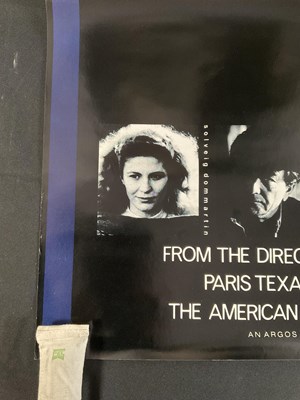 solveig dommartin
FROM THE DIREC
PARIS TEXA
THE AMERICAN
AN ARGOS